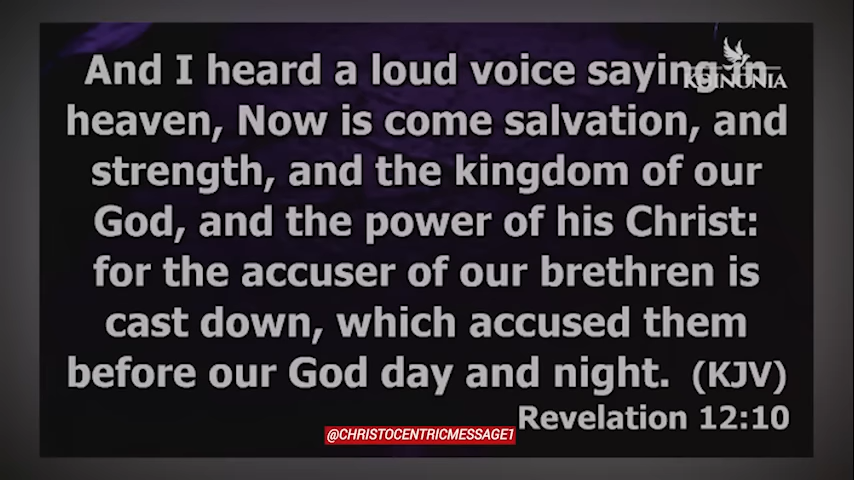 And I heard a loud voice saying in
KOINONIA
heaven, Now is come salvation, and
strength, and the kingdom of our
God, and the power of his Christ:
for the accuser of our brethren is
cast down, which accused them
before our God day and night. (KJV)
Revelation 12:10
@CHRISTOCENTRICMESSAGE1